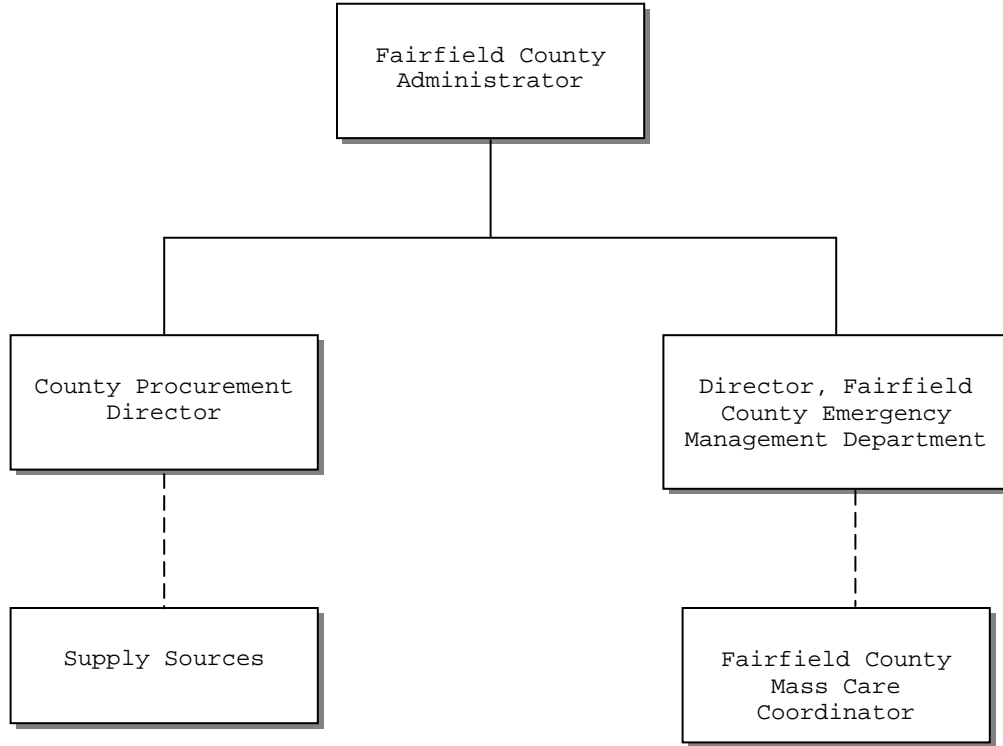 Fairfield County
Administrator
County Procurement
Director
Director, Fairfield
County Emergency
Management Department
Supply Sources
Fairfield County
Mass Care
Coordinator